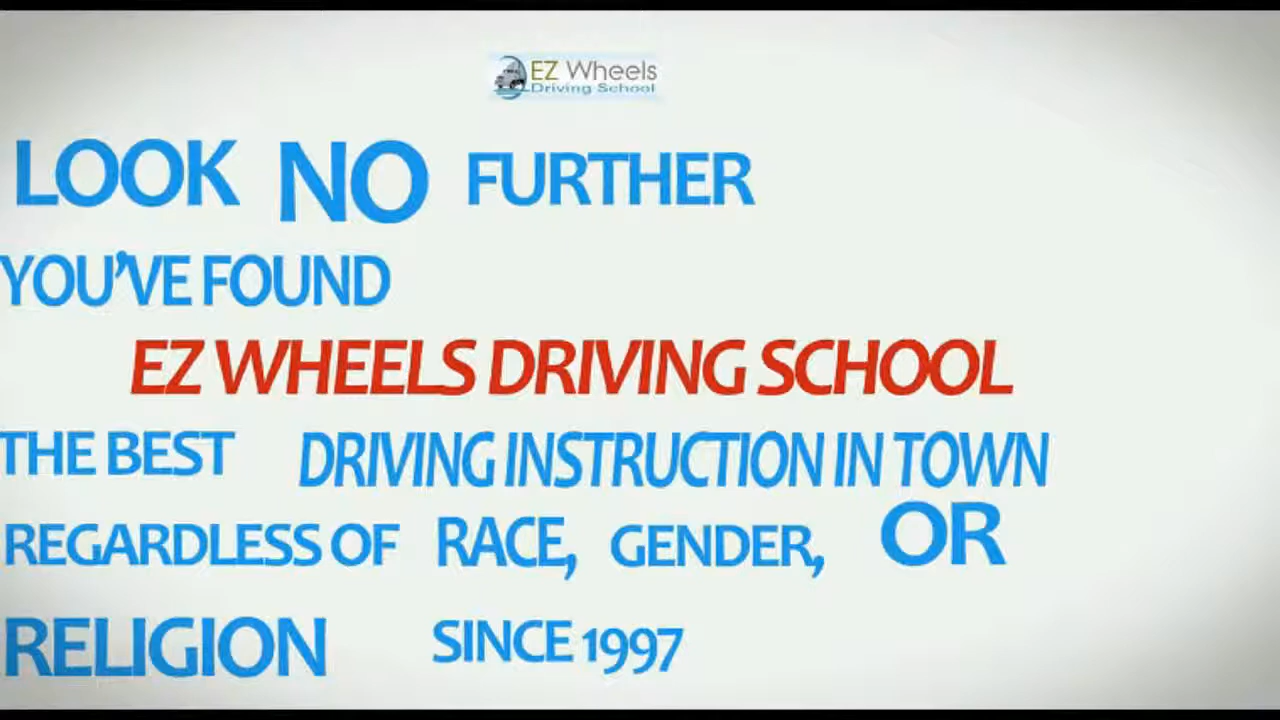 EZ Wheels
Driving School
LOOK NO FURTHER
YOU'VE FOUND
EZ WHEELS DRIVING SCHOOL
THE BEST DRIVING INSTRUCTION IN TOWN
REGARDLESS OF RACE, GENDER, OR
RELIGION SINCE 1997